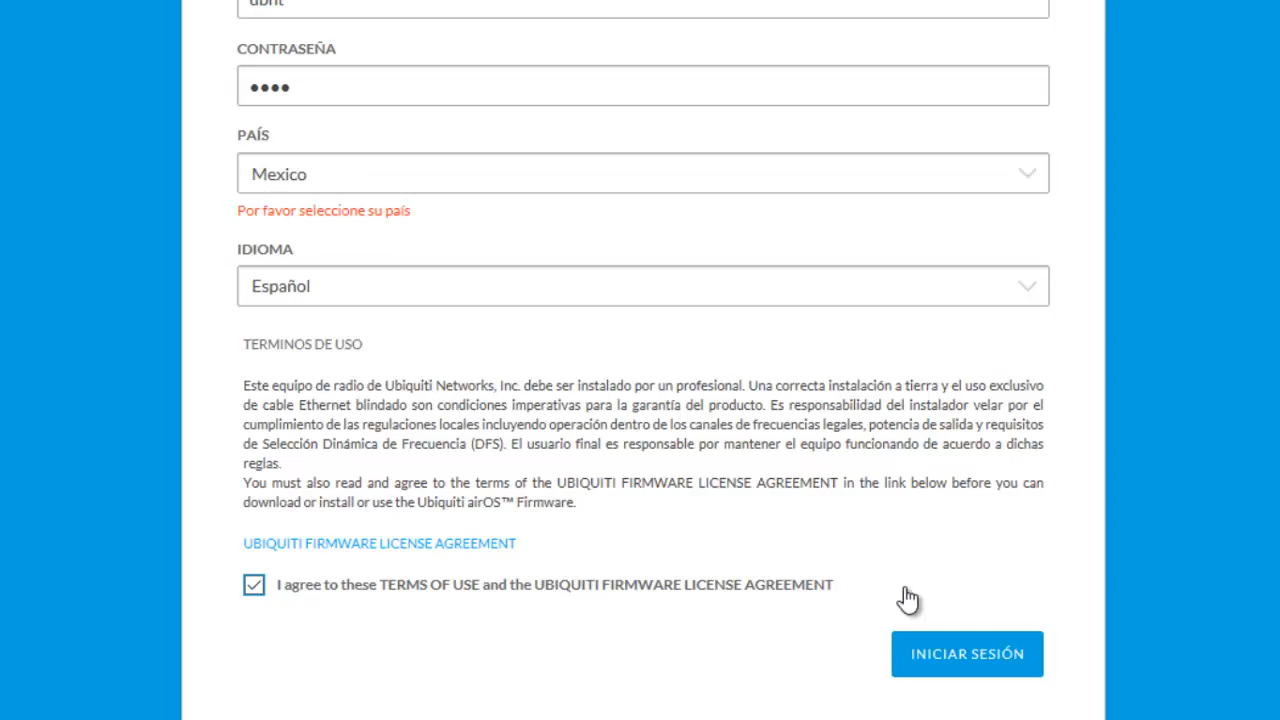 CONTRASEÑA
••••
PAÍS
Mexico
Por favor seleccione su país
IDIOMA
Español
TERMINOS DE USO
Este equipo de radio de Ubiquiti Networks, Inc. debe ser instalado por un profesional. Una correcta instalación a tierra y el uso exclusivo
de cable Ethernet blindado son condiciones imperativas para la garantía del producto. Es responsabilidad del instalador velar por el
cumplimiento de las regulaciones locales incluyendo operación dentro de los canales de frecuencias legales, potencia de salida y requisitos
de Selección Dinámica de Frecuencia (DFS). El usuario final es responsable por mantener el equipo funcionando de acuerdo a dichas
reglas.
You must also read and agree to the terms of the UBIQUITI FIRMWARE LICENSE AGREEMENT in the link below before you can
download or install or use the Ubiquiti airOS™ Firmware.
UBIQUITI FIRMWARE LICENSE AGREEMENT
I agree to these TERMS OF USE and the UBIQUITI FIRMWARE LICENSE AGREEMENT
INICIAR SESIÓN